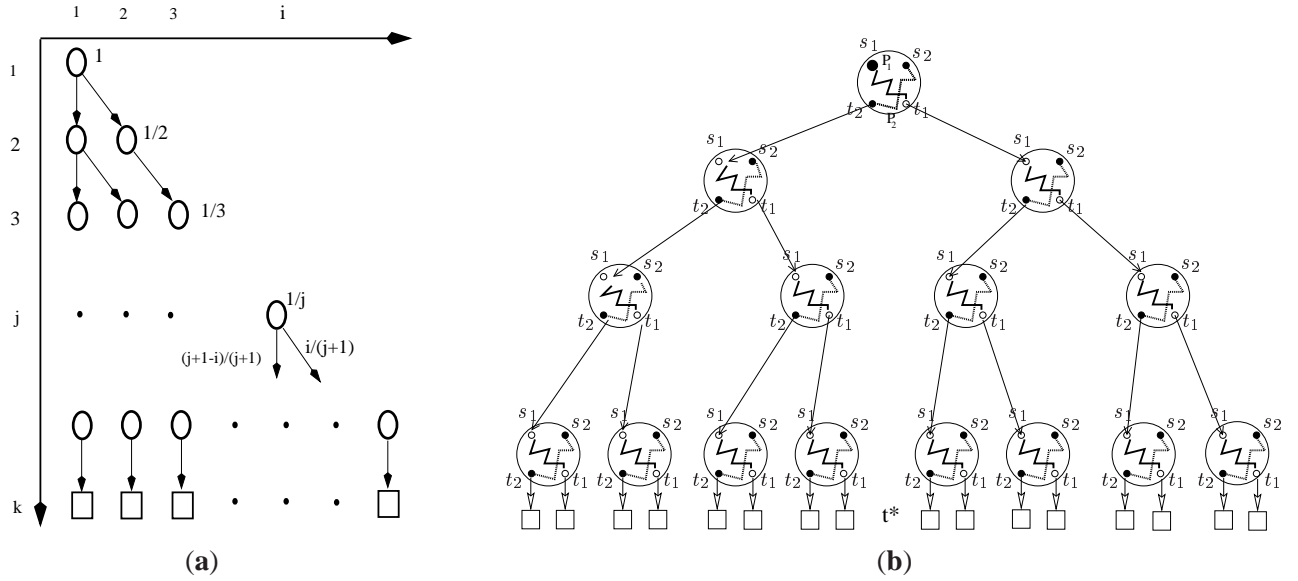 1 2 3 i
1 1
2 1/2
3 1/3
j 1/j
(j+1-i)/(j+1) i/(j+1)
k
(a)
s1 P1 s2
t2 P2 t1
s1 s2 s1 s2
t2 t1 t2 t1
s1 s2 s1 s2 s1 s2 s1 s2
t2 t1 t2 t1 t2 t1 t2 t1
s1 s2 s1 s2 s1 s2 s1 s2 s1 s2 s1 s2 s1 s2 s1 s2
t2 t1 t2 t1 t2 t1 t2 t1 t2 t1 t2 t1 t2 t1 t2 t1
t*
(b)